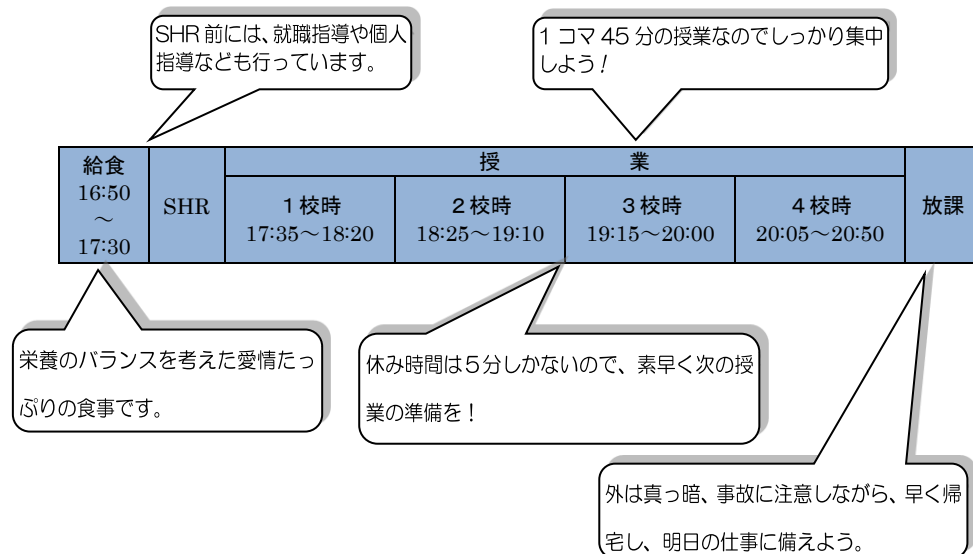 SHR 前には、就職指導や個人
指導なども行っています。
1 コマ 45 分の授業なのでしっかり集中
しよう！
給食
16:50
～
17:30
SHR
授 業
1校時
17:35～18:20
2校時
18:25～19:10
3校時
19:15～20:00
4校時
20:05～20:50
放課
栄養のバランスを考えた愛情たっ
ぷりの食事です。
休み時間は5分しかないので、素早く次の授
業の準備を！
外は真っ暗、事故に注意しながら、早く帰
宅し、明日の仕事に備えよう。